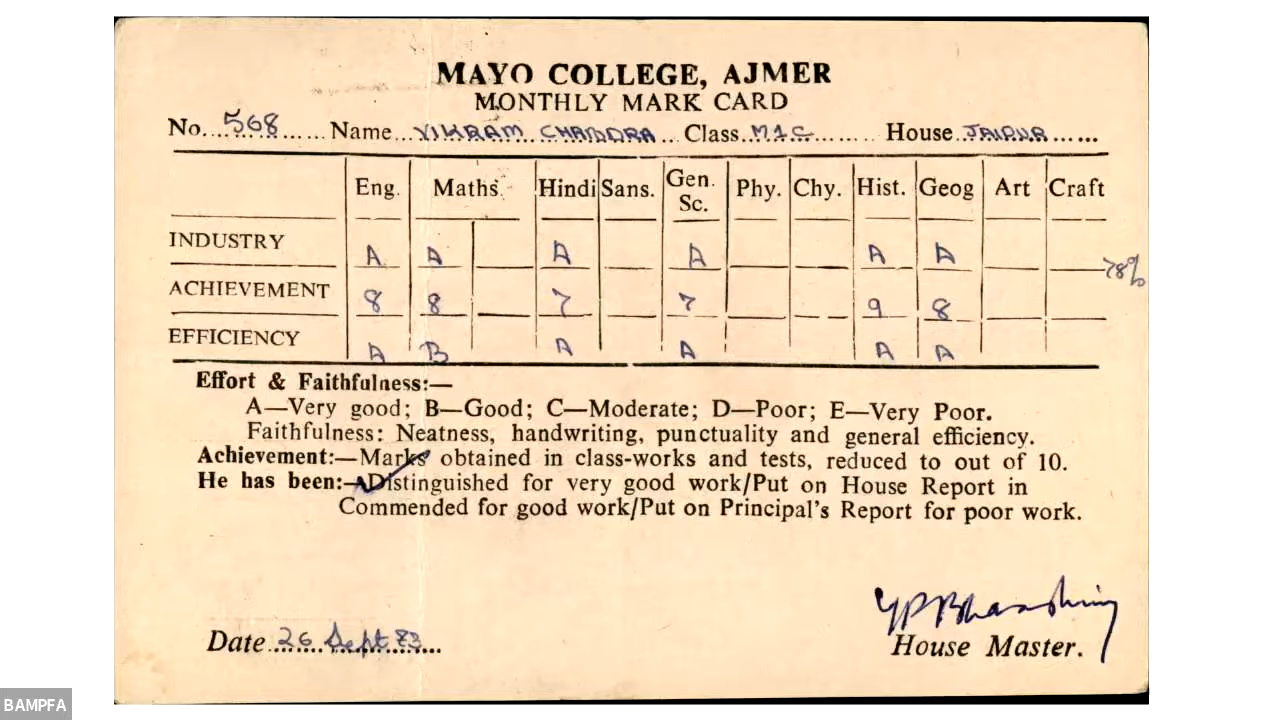 MAYO COLLEGE, AJMER
MONTHLY MARK CARD
No. 568 Name VIKRAM CHANDRA Class M1C House JAIPUR
Eng. Maths Hindi Sans. Gen. Sc. Phy. Chy. Hist. Geog Art Craft
INDUSTRY A A A A A A
78%
ACHIEVEMENT 8 8 7 7 9 8
EFFICIENCY A B A A A A
Effort & Faithfulness:—
A—Very good; B—Good; C—Moderate; D—Poor; E—Very Poor.
Faithfulness: Neatness, handwriting, punctuality and general efficiency.
Achievement:—Marks obtained in class-works and tests, reduced to out of 10.
He has been:—Distinguished for very good work/Put on House Report in
Commended for good work/Put on Principal's Report for poor work.
Date 26 Sept 73
House Master.
BAMPFA